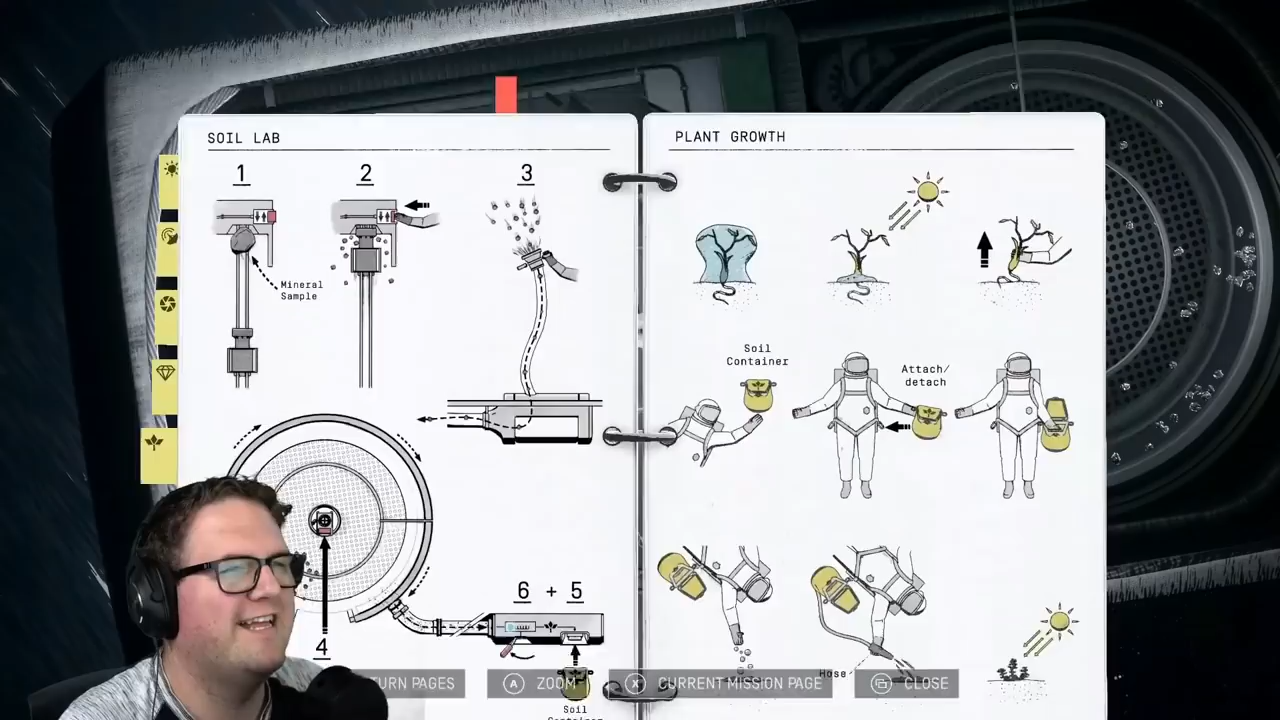 SOIL LAB
1
2
3
Mineral
Sample
4
6 + 5
Soil
PLANT GROWTH
Soil
Container
Attach/
detach
Hose
TURN PAGES
A ZOOM
X CURRENT MISSION PAGE
CLOSE